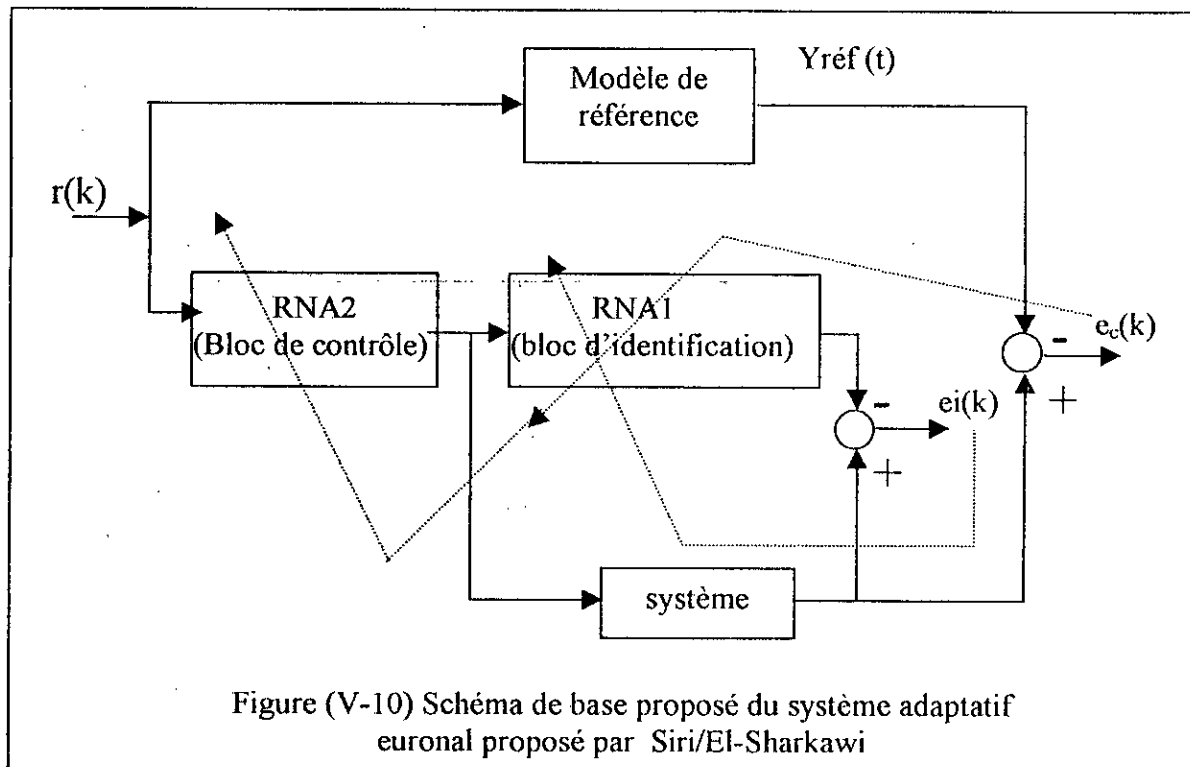 Yréf (t)
Modèle de
référence
r(k)
RNA2
(Bloc de contrôle)
RNA1
(bloc d'identification)
-
e_c(k)
+
-
ei(k)
+
système
Figure (V-10) Schéma de base proposé du système adaptatif
euronal proposé par Siri/El-Sharkawi